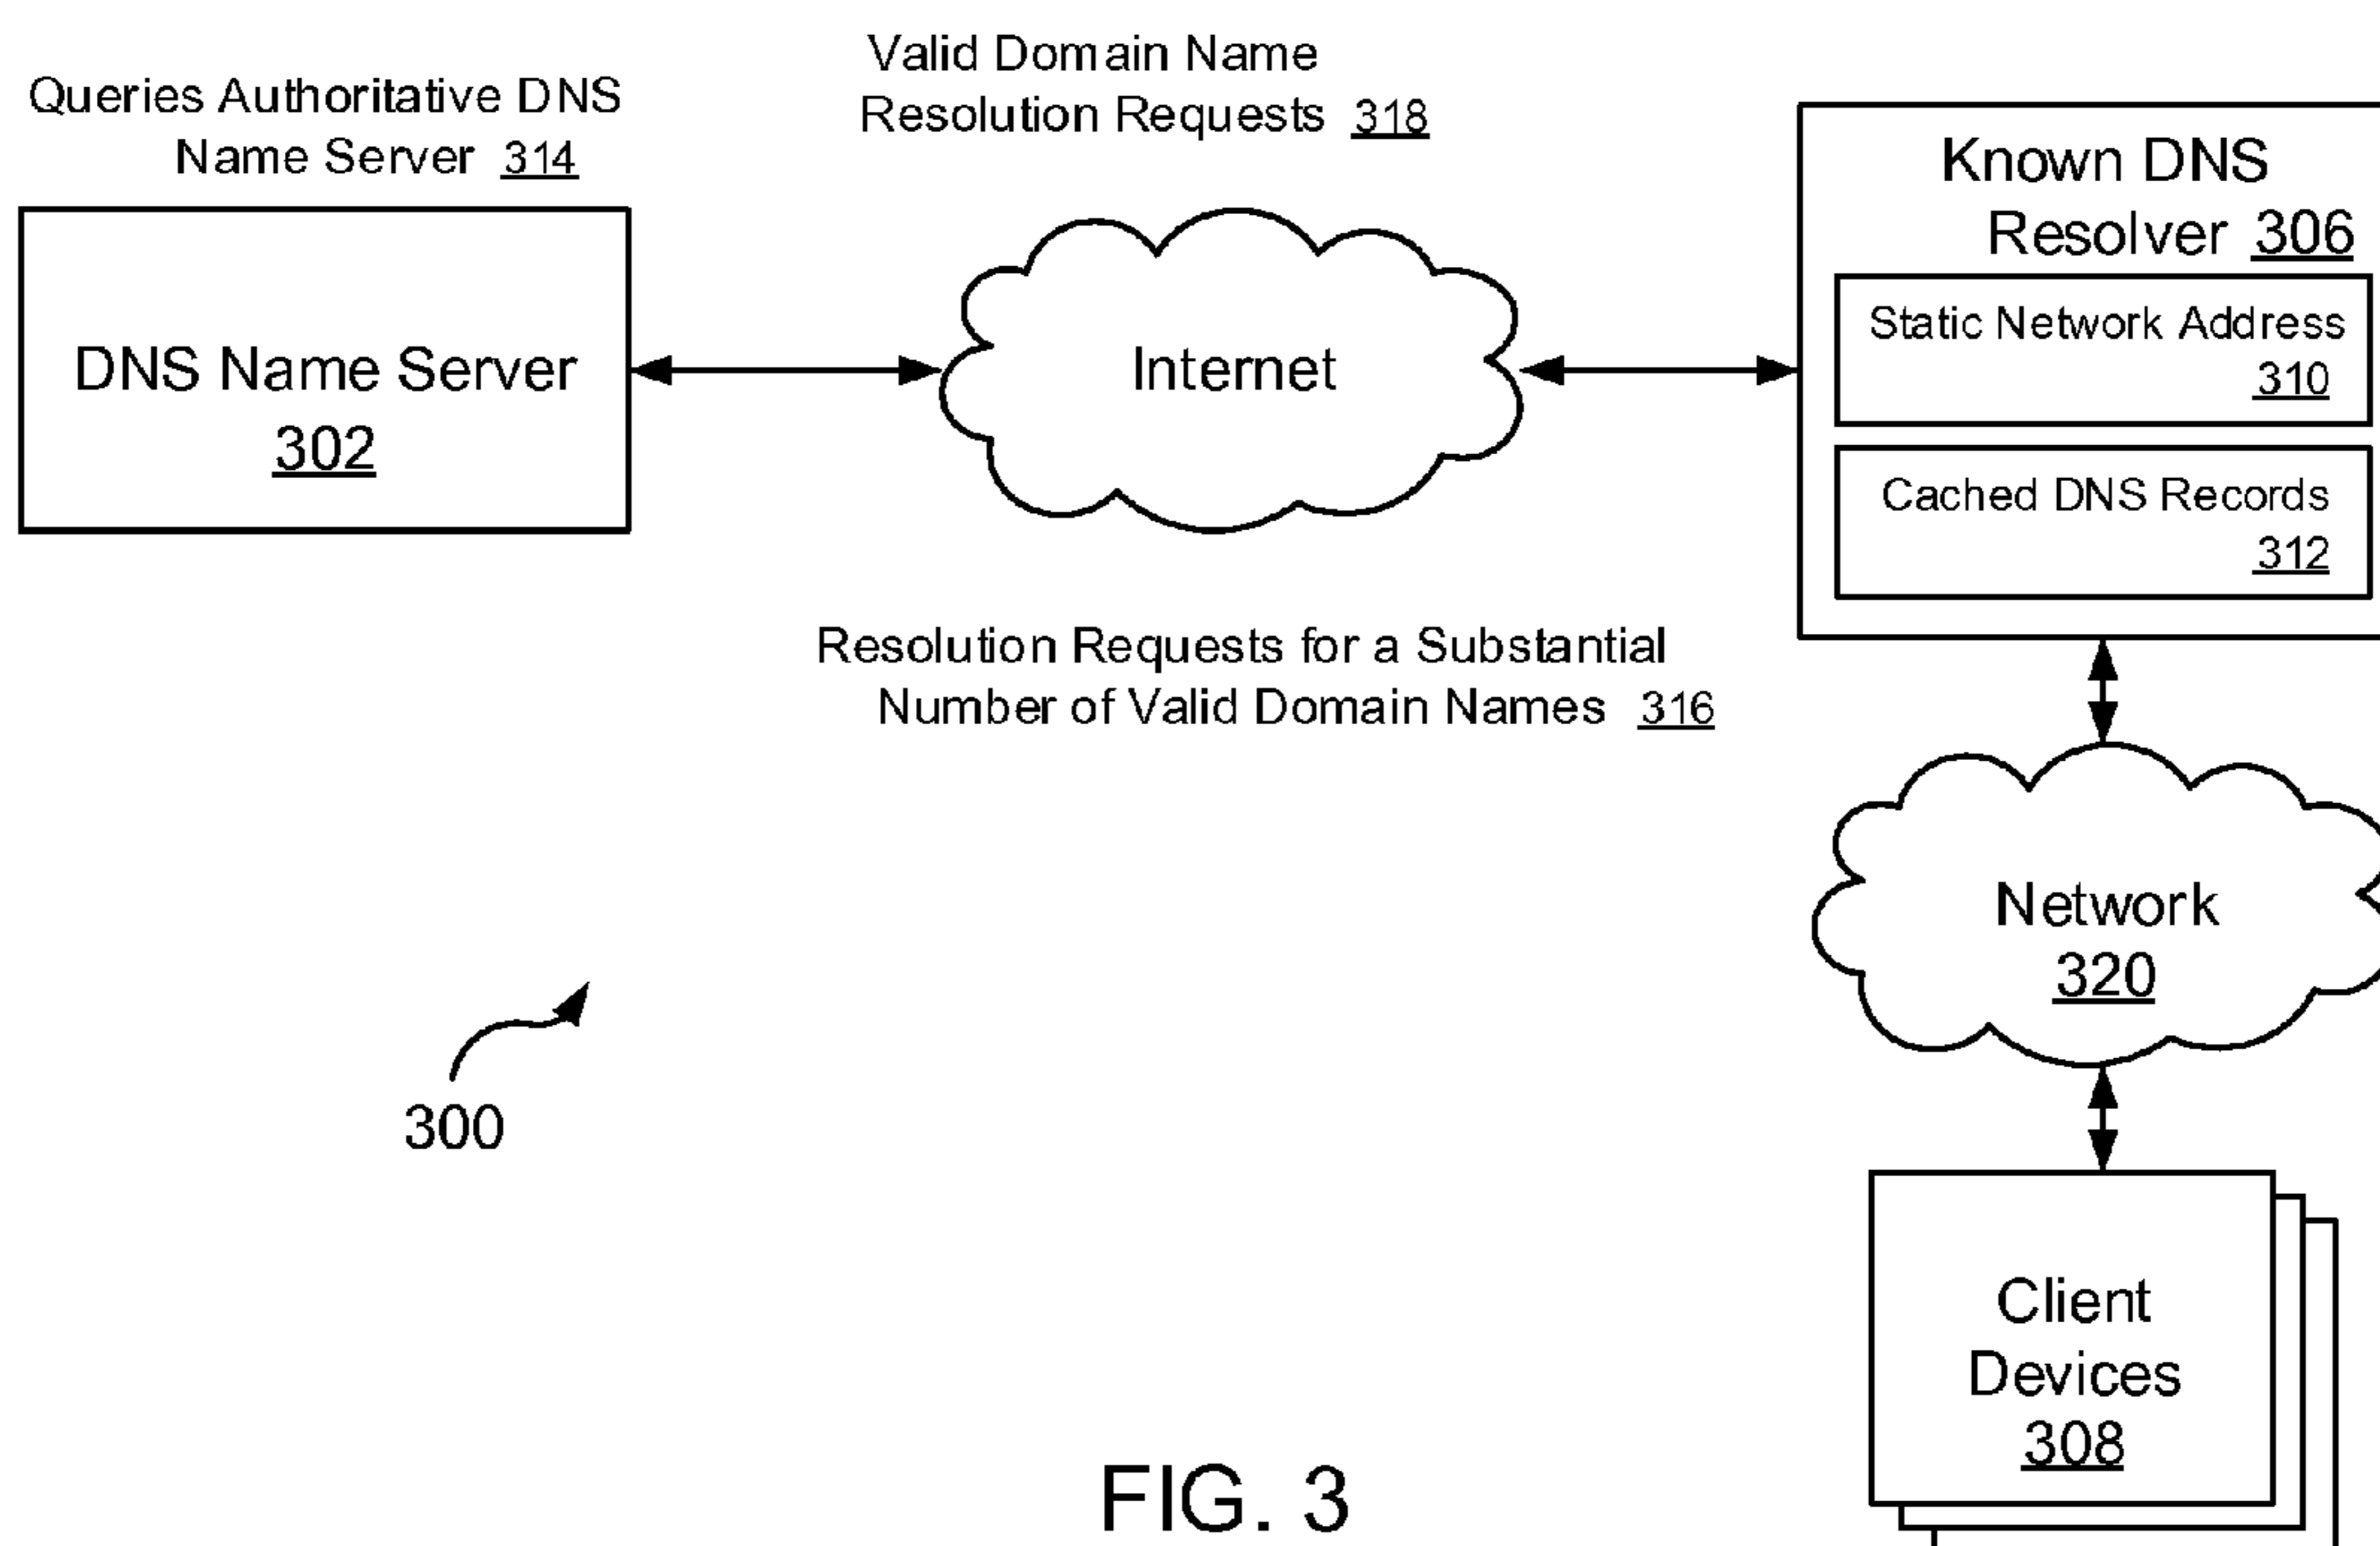 Queries Authoritative DNS
Name Server 314
DNS Name Server
302
Valid Domain Name
Resolution Requests 318
Internet
Resolution Requests for a Substantial
Number of Valid Domain Names 316
Known DNS
Resolver 306
Static Network Address
310
Cached DNS Records
312
Network
320
Client
Devices
308
300
FIG. 3